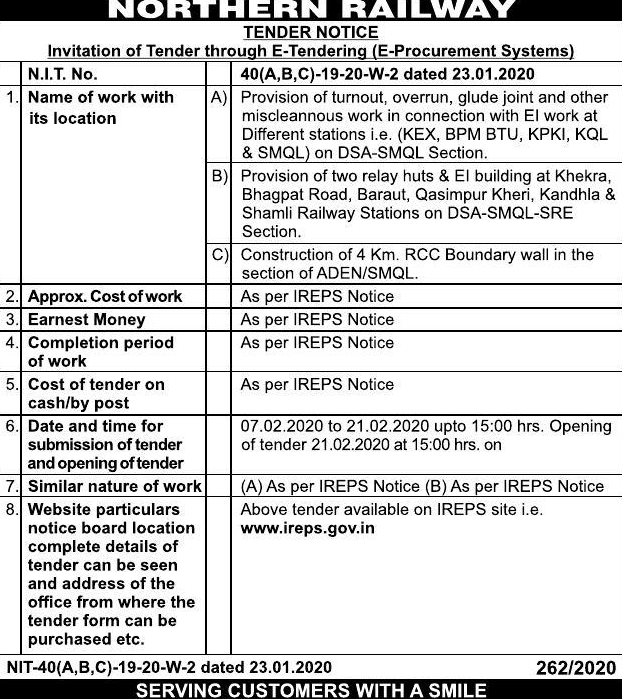 NORTHERN RAILWAY
TENDER NOTICE
Invitation of Tender through E-Tendering (E-Procurement Systems)
N.I.T. No. 40(A,B,C)-19-20-W-2 dated 23.01.2020
1. Name of work with
its location
A) Provision of turnout, overrun, glude joint and other
miscleannous work in connection with EI work at
Different stations i.e. (KEX, BPM BTU, KPKI, KQL
& SMQL) on DSA-SMQL Section.
B) Provision of two relay huts & EI building at Khekra,
Bhagpat Road, Baraut, Qasimpur Kheri, Kandhla &
Shamli Railway Stations on DSA-SMQL-SRE
Section.
C) Construction of 4 Km. RCC Boundary wall in the
section of ADEN/SMQL.
2. Approx. Cost of work As per IREPS Notice
3. Earnest Money As per IREPS Notice
4. Completion period As per IREPS Notice
of work
5. Cost of tender on As per IREPS Notice
cash/by post
6. Date and time for
submission of tender
and opening of tender
07.02.2020 to 21.02.2020 upto 15:00 hrs. Opening
of tender 21.02.2020 at 15:00 hrs. on
7. Similar nature of work (A) As per IREPS Notice (B) As per IREPS Notice
8. Website particulars
notice board location
complete details of
tender can be seen
and address of the
office from where the
tender form can be
purchased etc.
Above tender available on IREPS site i.e.
www.ireps.gov.in
NIT-40(A,B,C)-19-20-W-2 dated 23.01.2020 262/2020
SERVING CUSTOMERS WITH A SMILE